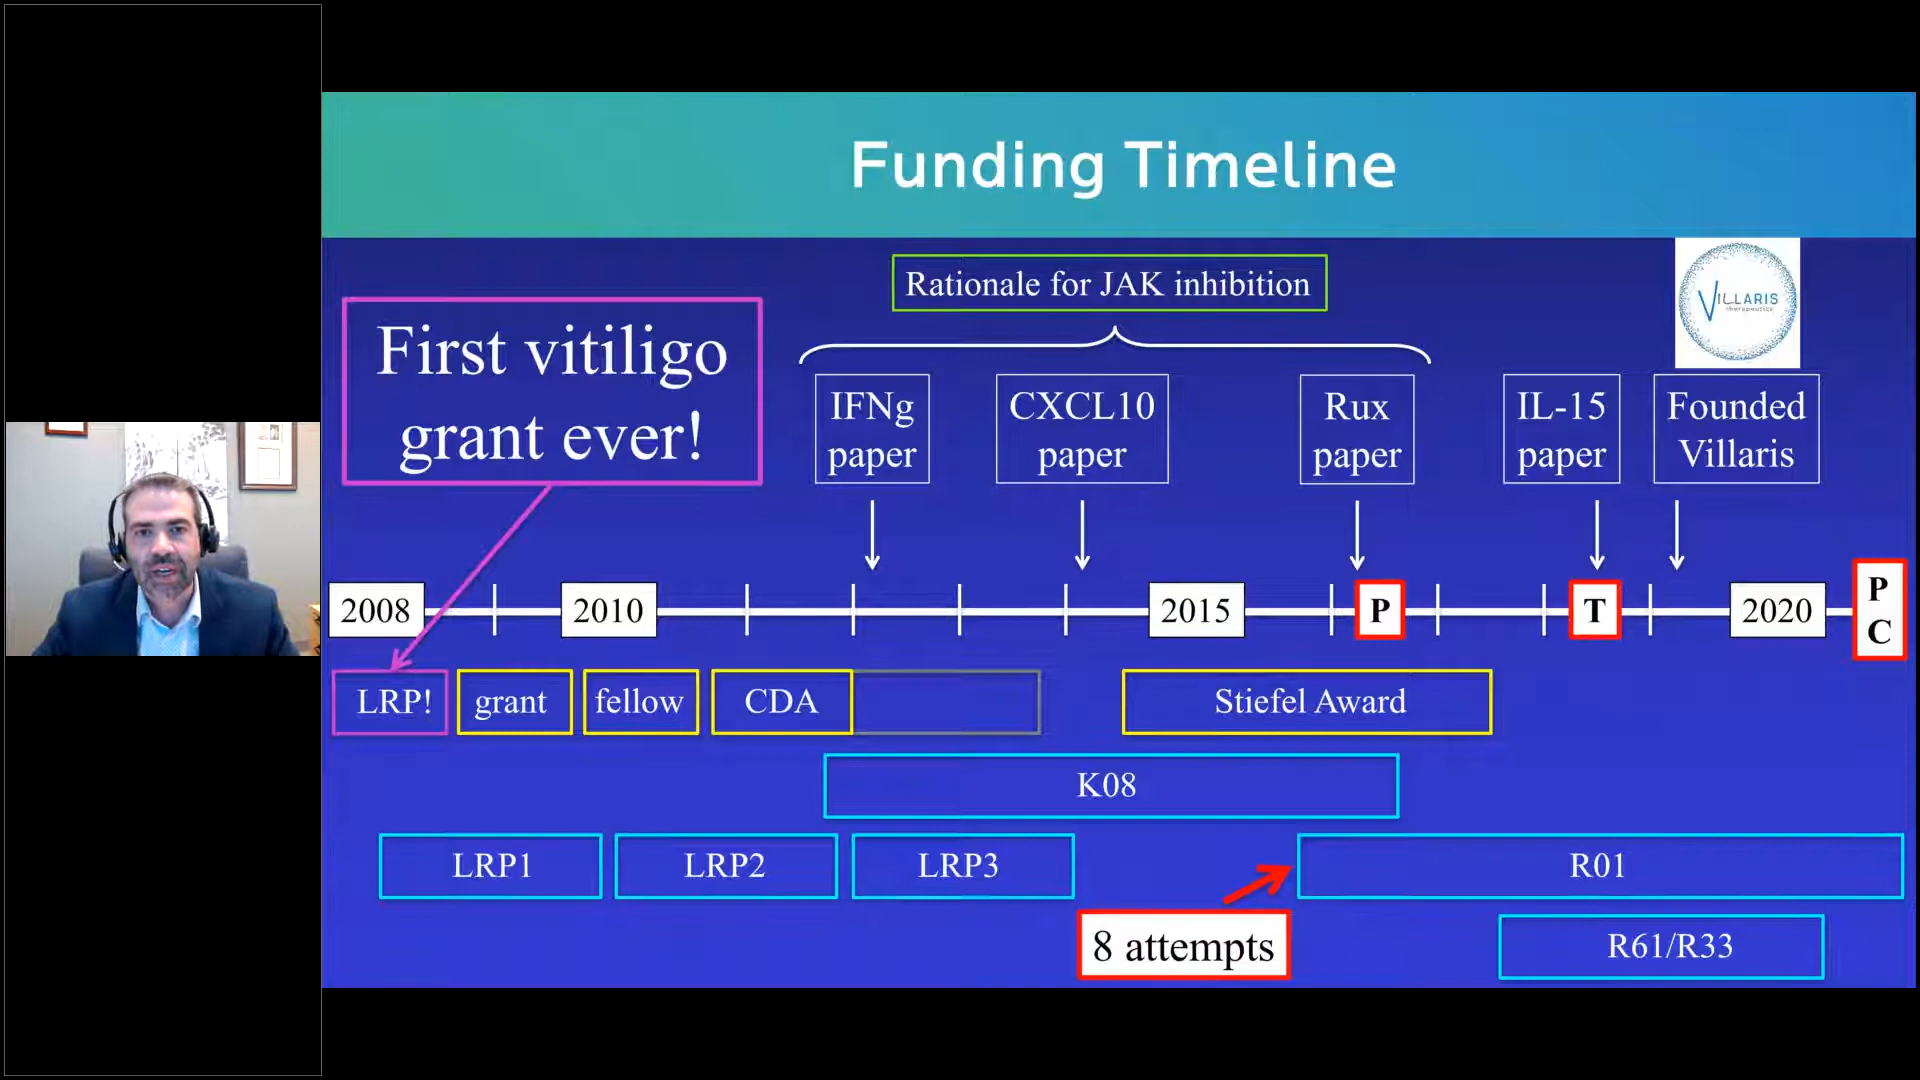 Funding Timeline
Rationale for JAK inhibition
VILLARIS
therapeutics
First vitiligo
grant ever!
IFNg
paper
CXCL10
paper
Rux
paper
IL-15
paper
Founded
Villaris
2008
2010
2015
P
T
2020
P
C
LRP!
grant
fellow
CDA
Stiefel Award
K08
LRP1
LRP2
LRP3
R01
8 attempts
R61/R33